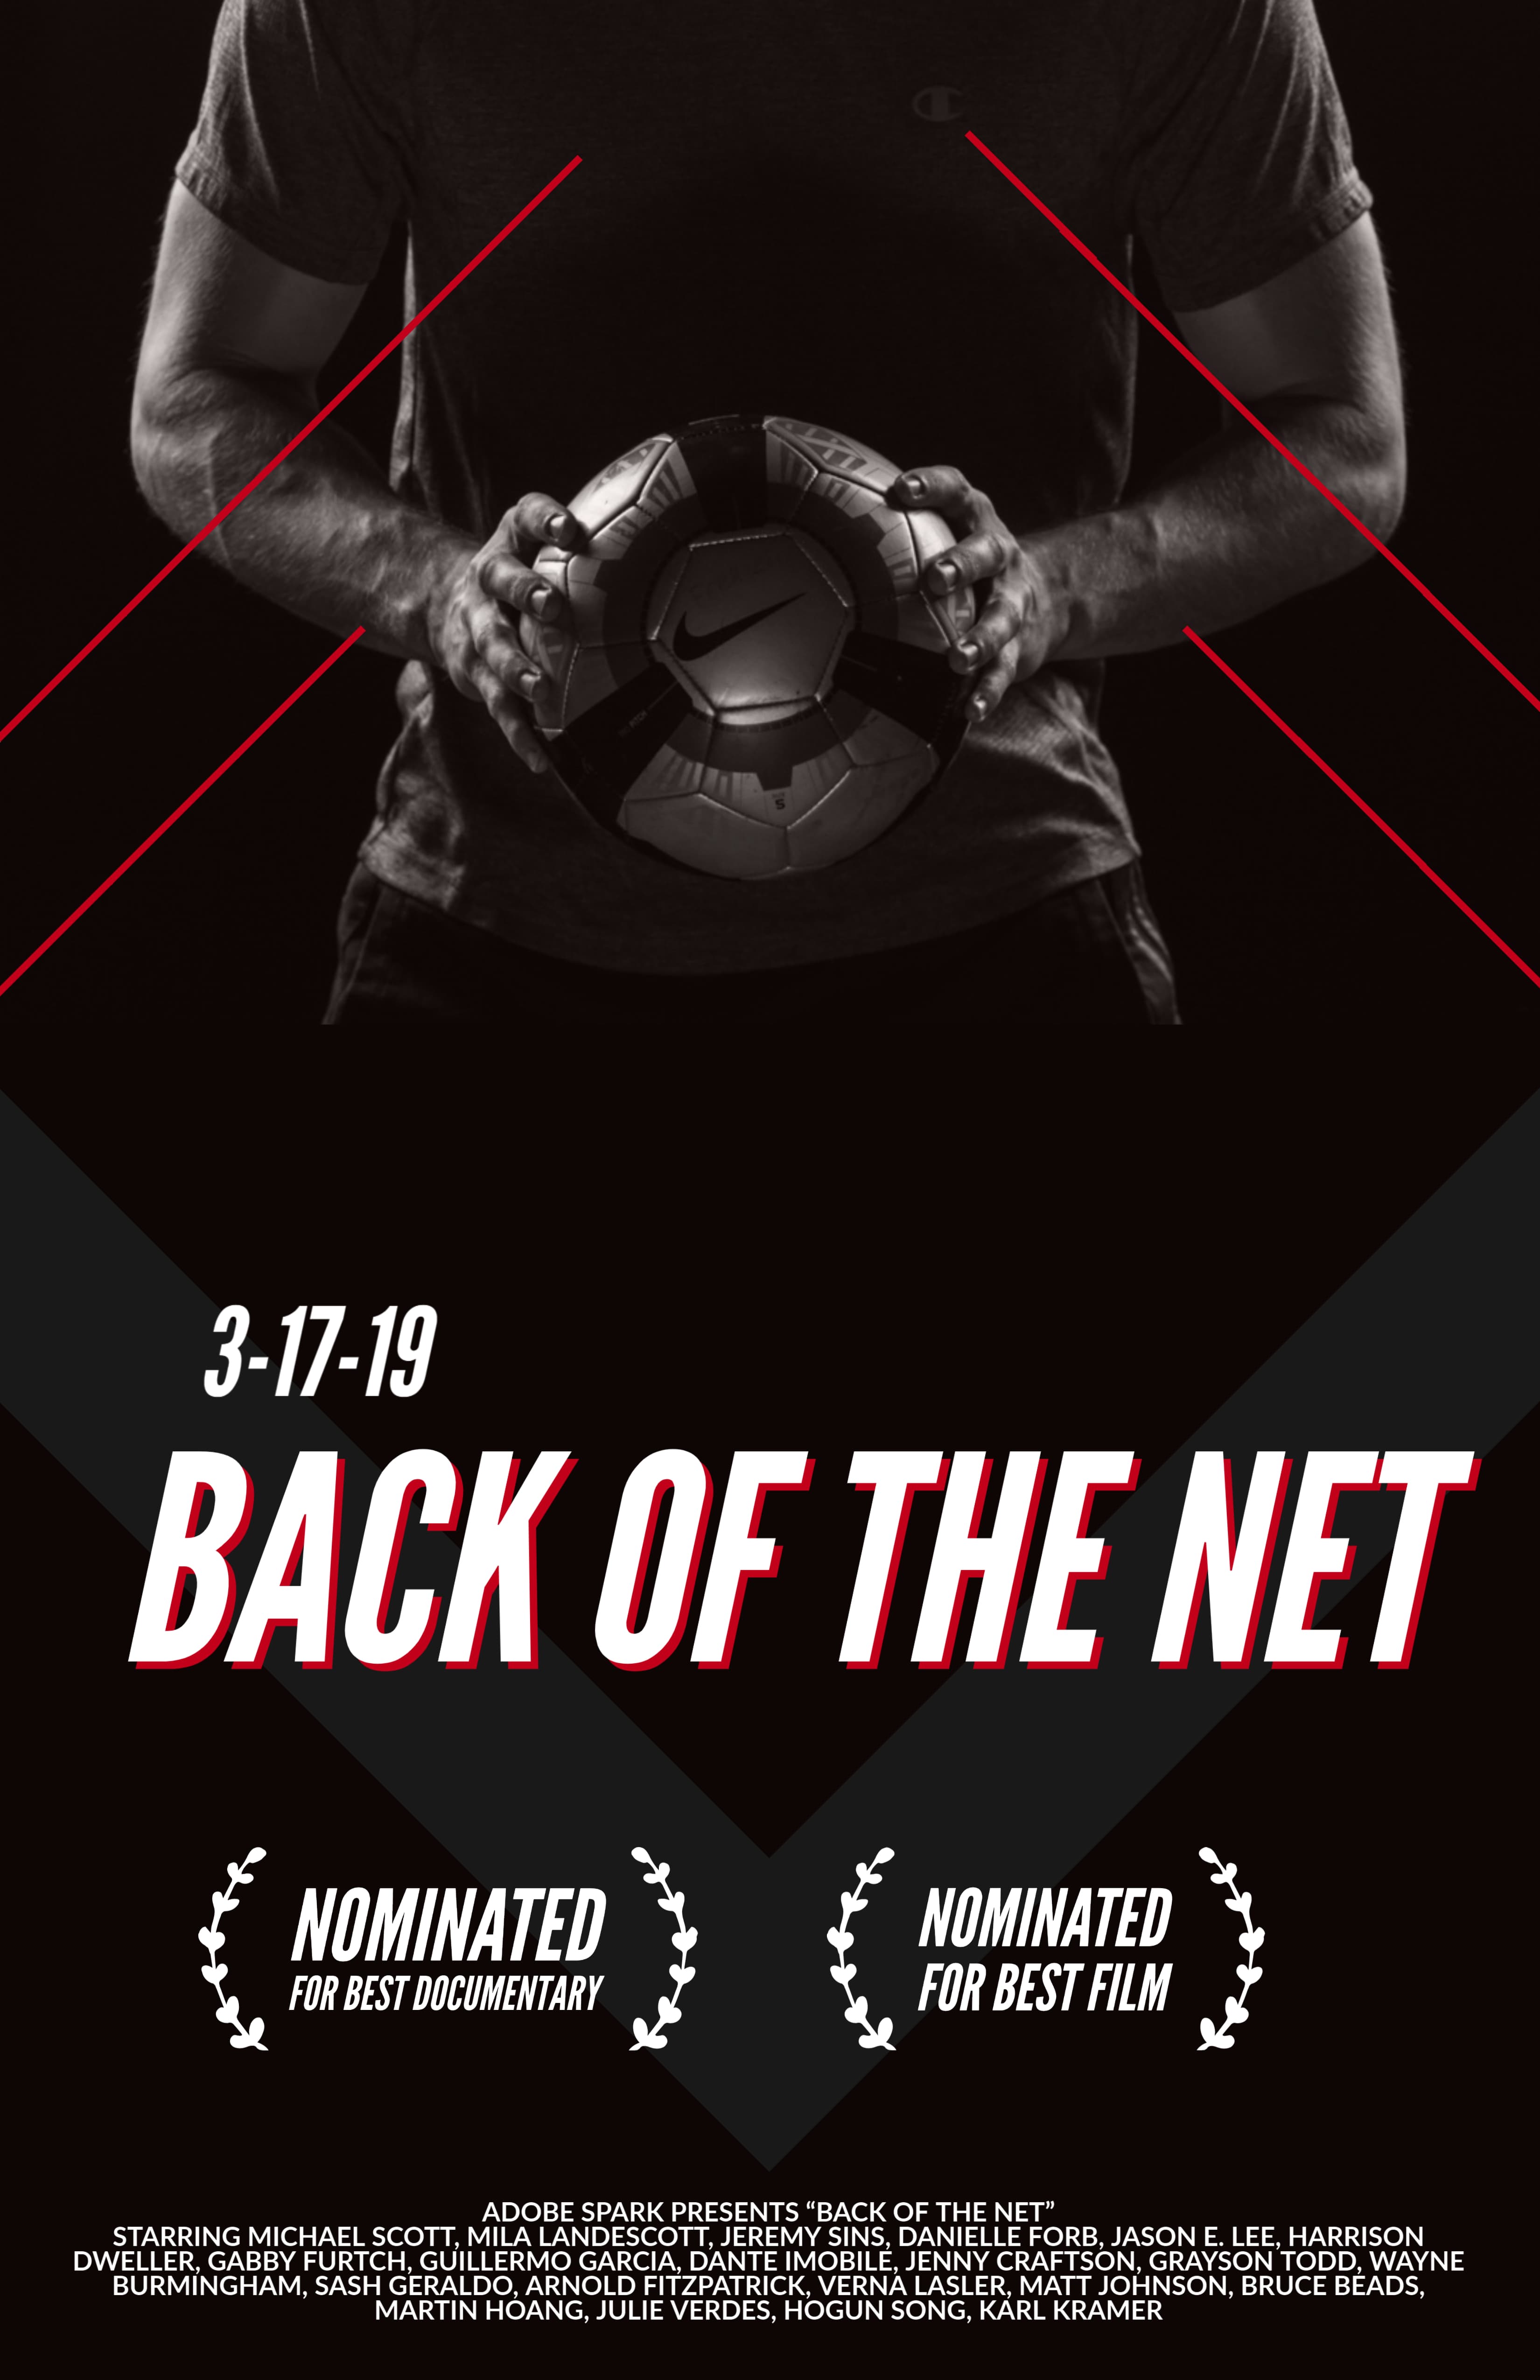 3-17-19
BACK OF THE NET
NOMINATED
FOR BEST DOCUMENTARY
NOMINATED
FOR BEST FILM
ADOBE SPARK PRESENTS “BACK OF THE NET”
STARRING MICHAEL SCOTT, MILA LANDESCOTT, JEREMY SINS, DANIELLE FORB, JASON E. LEE, HARRISON
DWELLER, GABBY FURTCH, GUILLERMO GARCIA, DANTE IMOBILE, JENNY CRAFTSON, GRAYSON TODD, WAYNE
BURMINGHAM, SASH GERALDO, ARNOLD FITZPATRICK, VERNA LASLER, MATT JOHNSON, BRUCE BEADS,
MARTIN HOANG, JULIE VERDES, HOGUN SONG, KARL KRAMER